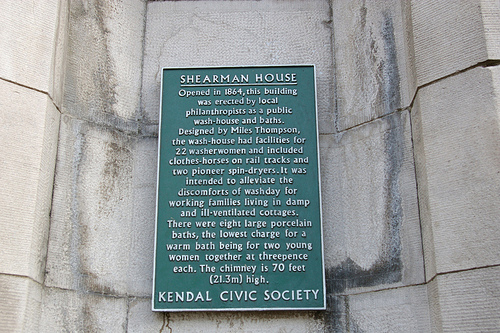 SHEARMAN HOUSE
Opened in 1864, this building
was erected by local
philanthropists as a public
wash-house and baths.
Designed by Miles Thompson,
the wash-house had facilities for
22 washerwomen and included
clothes-horses on rail tracks and
two pioneer spin-dryers. It was
intended to alleviate the
discomforts of washday for
working families living in damp
and ill-ventilated cottages.
There were eight large porcelain
baths, the lowest charge for a
warm bath being for two young
women together at threepence
each. The chimney is 70 feet
(21.3m) high.
KENDAL CIVIC SOCIETY